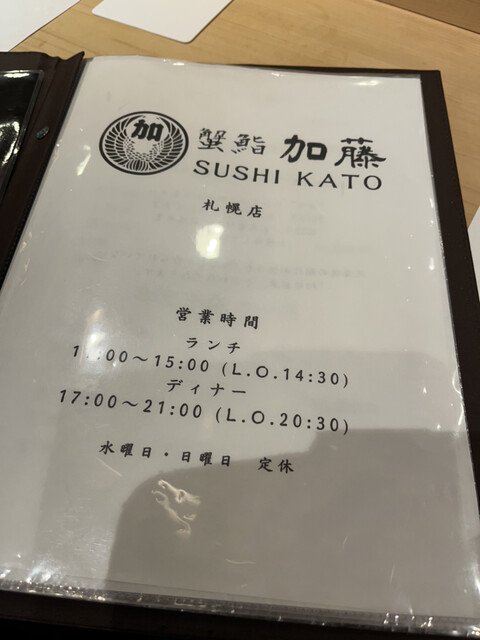 加
蟹鮨 加藤
SUSHI KATO
札幌店
営業時間
ランチ
11:00～15:00 (L.O.14:30)
ディナー
17:00～21:00 (L.O.20:30)
水曜日・日曜日 定休